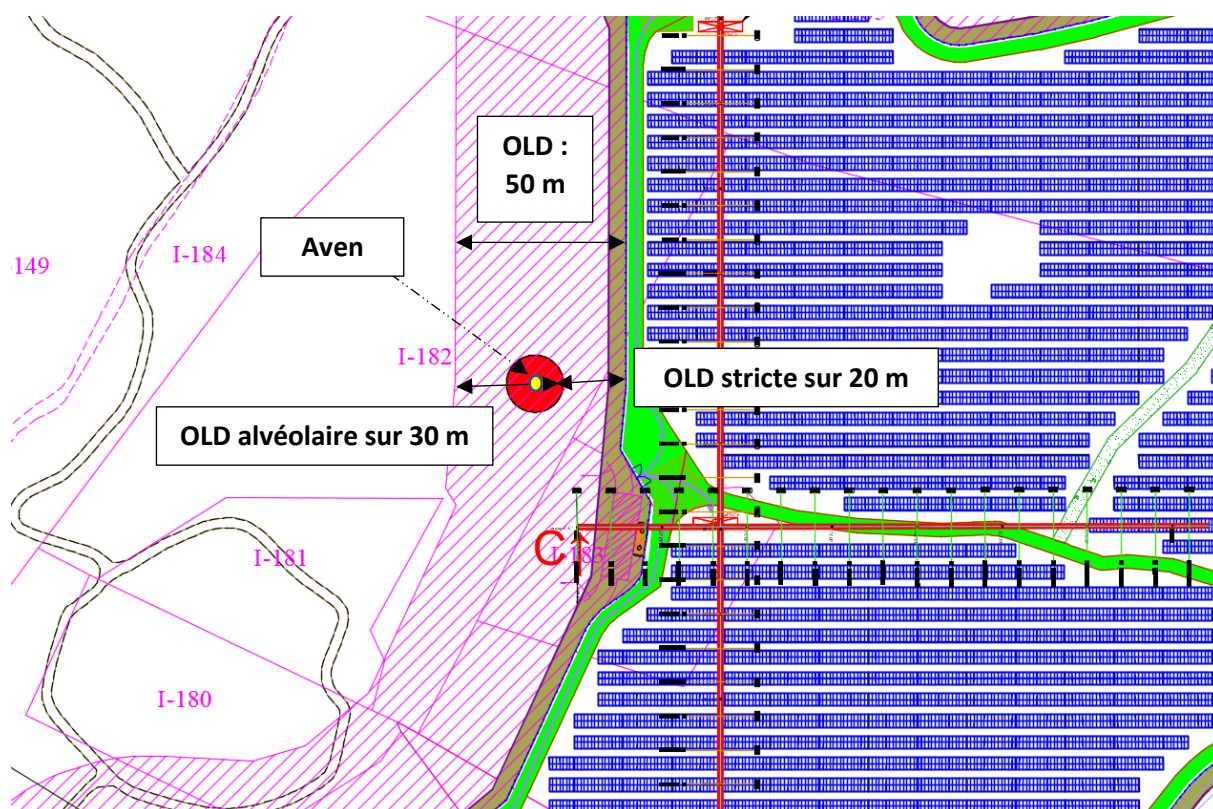 OLD :
50 m
Aven
I-184
149
I-182
OLD stricte sur 20 m
OLD alvéolaire sur 30 m
C
I-183
I-181
I-180